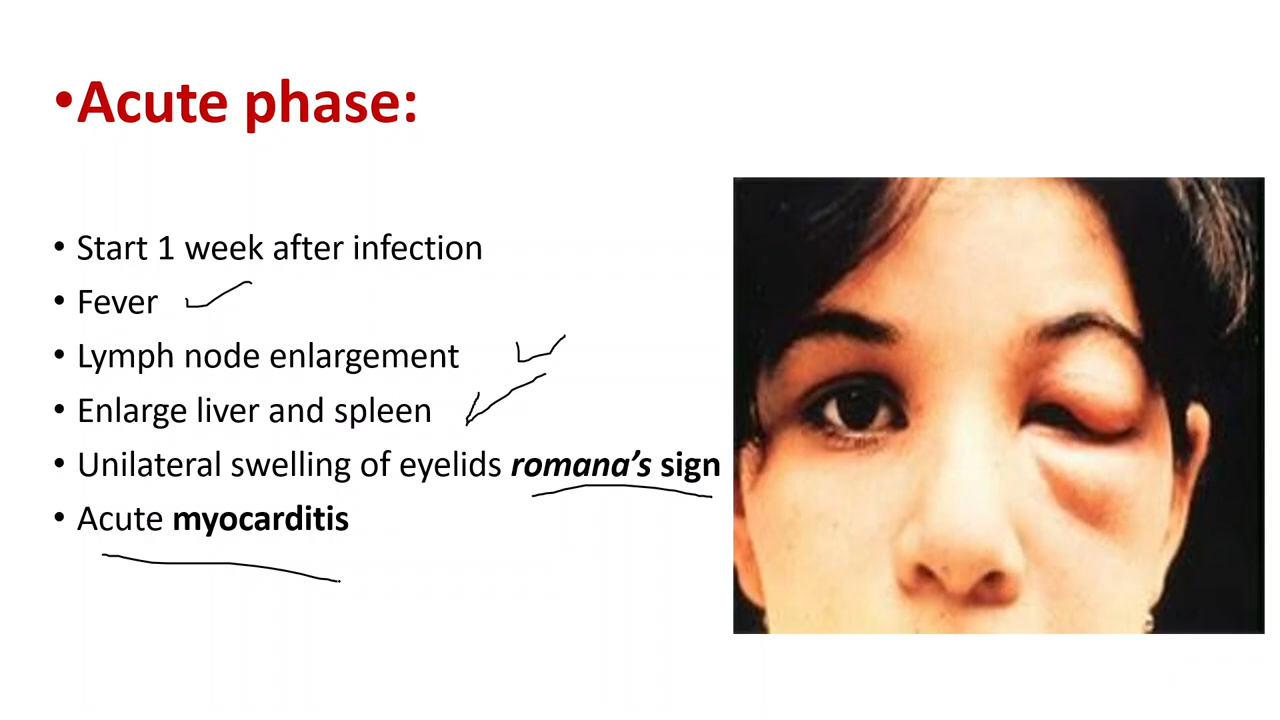 •Acute phase:
• Start 1 week after infection
• Fever
• Lymph node enlargement
• Enlarge liver and spleen
• Unilateral swelling of eyelids romana’s sign
• Acute myocarditis